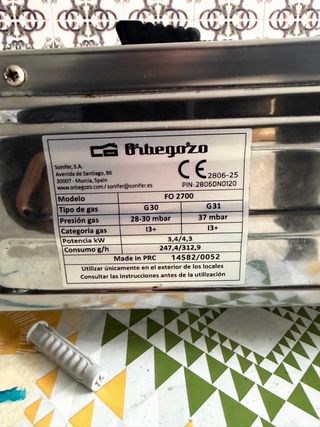 Orbegozo
Sonifer, S.A.
Avenida de Santiago, 86
30007 - Murcia, Spain
www.orbegozo.com / sonifer@sonifer.es
CE 2806-25
PIN:2806DN0120
Modelo FO 2700
Tipo de gas G30 G31
Presión gas 28-30 mbar 37 mbar
Categoría gas I3+ I3+
Potencia kW 3,4/4,3
Consumo g/h 247,4/312,9
Made in PRC 14582/0052
Utilizar únicamente en el exterior de los locales
Consultar las instrucciones antes de la utilización